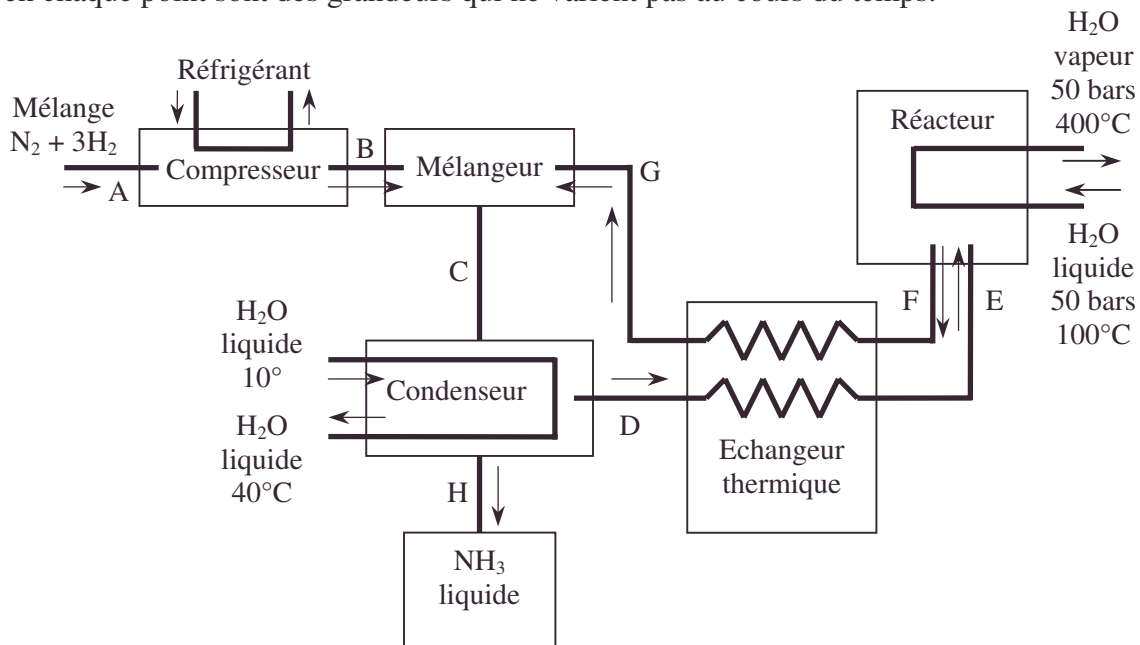 en chaque point sont des grandeurs qui ne varient pas au cours du temps.
H₂O
vapeur
50 bars
400°C
Réfrigérant
Mélange
N₂ + 3H₂
A
Compresseur
B
Mélangeur
G
Réacteur
H₂O
liquide
50 bars
100°C
C
F
E
H₂O
liquide
10°
Condenseur
H₂O
liquide
40°C
D
Echangeur
thermique
H
NH₃
liquide